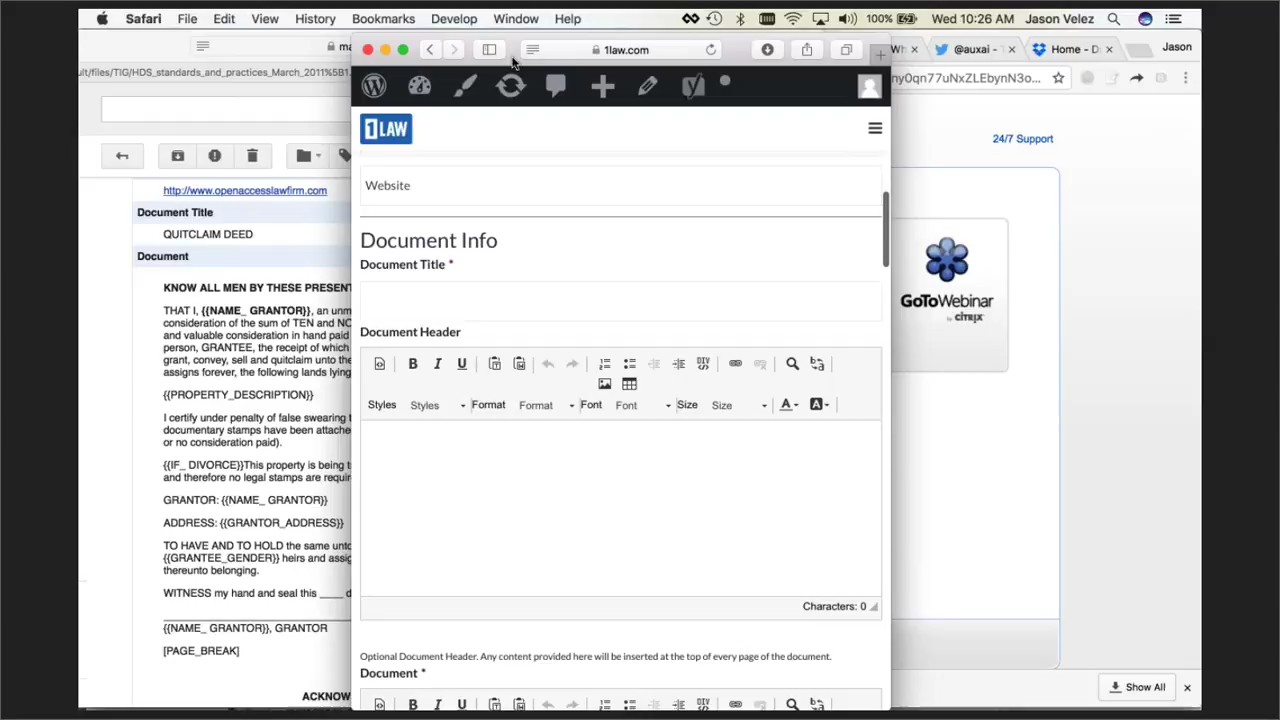 Safari File Edit View History Bookmarks Develop Window Help 100% Wed 10:26 AM Jason Velez
1law.com
@auxai - T
Home - D
Jason
ult/files/TIG/HDS_standards_and_practices_March_2011%5B1.
ny0qn77uNxZLEbynN3o...
1LAW
24/7 Support
http://www.openaccesslawfirm.com
Document Title
QUITCLAIM DEED
Document
KNOW ALL MEN BY THESE PRESENT
THAT I, {{NAME_ GRANTOR}}, an unm
consideration of the sum of TEN and NO
and valuable consideration in hand paid
person, GRANTEE, the receipt of which
grant, convey, sell and quitclaim unto the
assigns forever, the following lands lying
{{PROPERTY_DESCRIPTION}}
I certify under penalty of false swearing t
documentary stamps have been attache
or no consideration paid).
{{IF_ DIVORCE}}This property is being t
and therefore no legal stamps are requir
GRANTOR: {{NAME_ GRANTOR}}
ADDRESS: {{GRANTOR_ADDRESS}}
TO HAVE AND TO HOLD the same unto
{{GRANTEE_GENDER}} heirs and assig
thereunto belonging.
WITNESS my hand and seal this ____ d
{{NAME_ GRANTOR}}, GRANTOR
[PAGE_BREAK]
ACKNOW
Website
Document Info
Document Title *
Document Header
B I U
Styles Styles Format Format Font Font Size Size A A
Characters: 0
Optional Document Header. Any content provided here will be inserted at the top of every page of the document.
Document *
B I U
GoToWebinar
by CITRIX
Show All